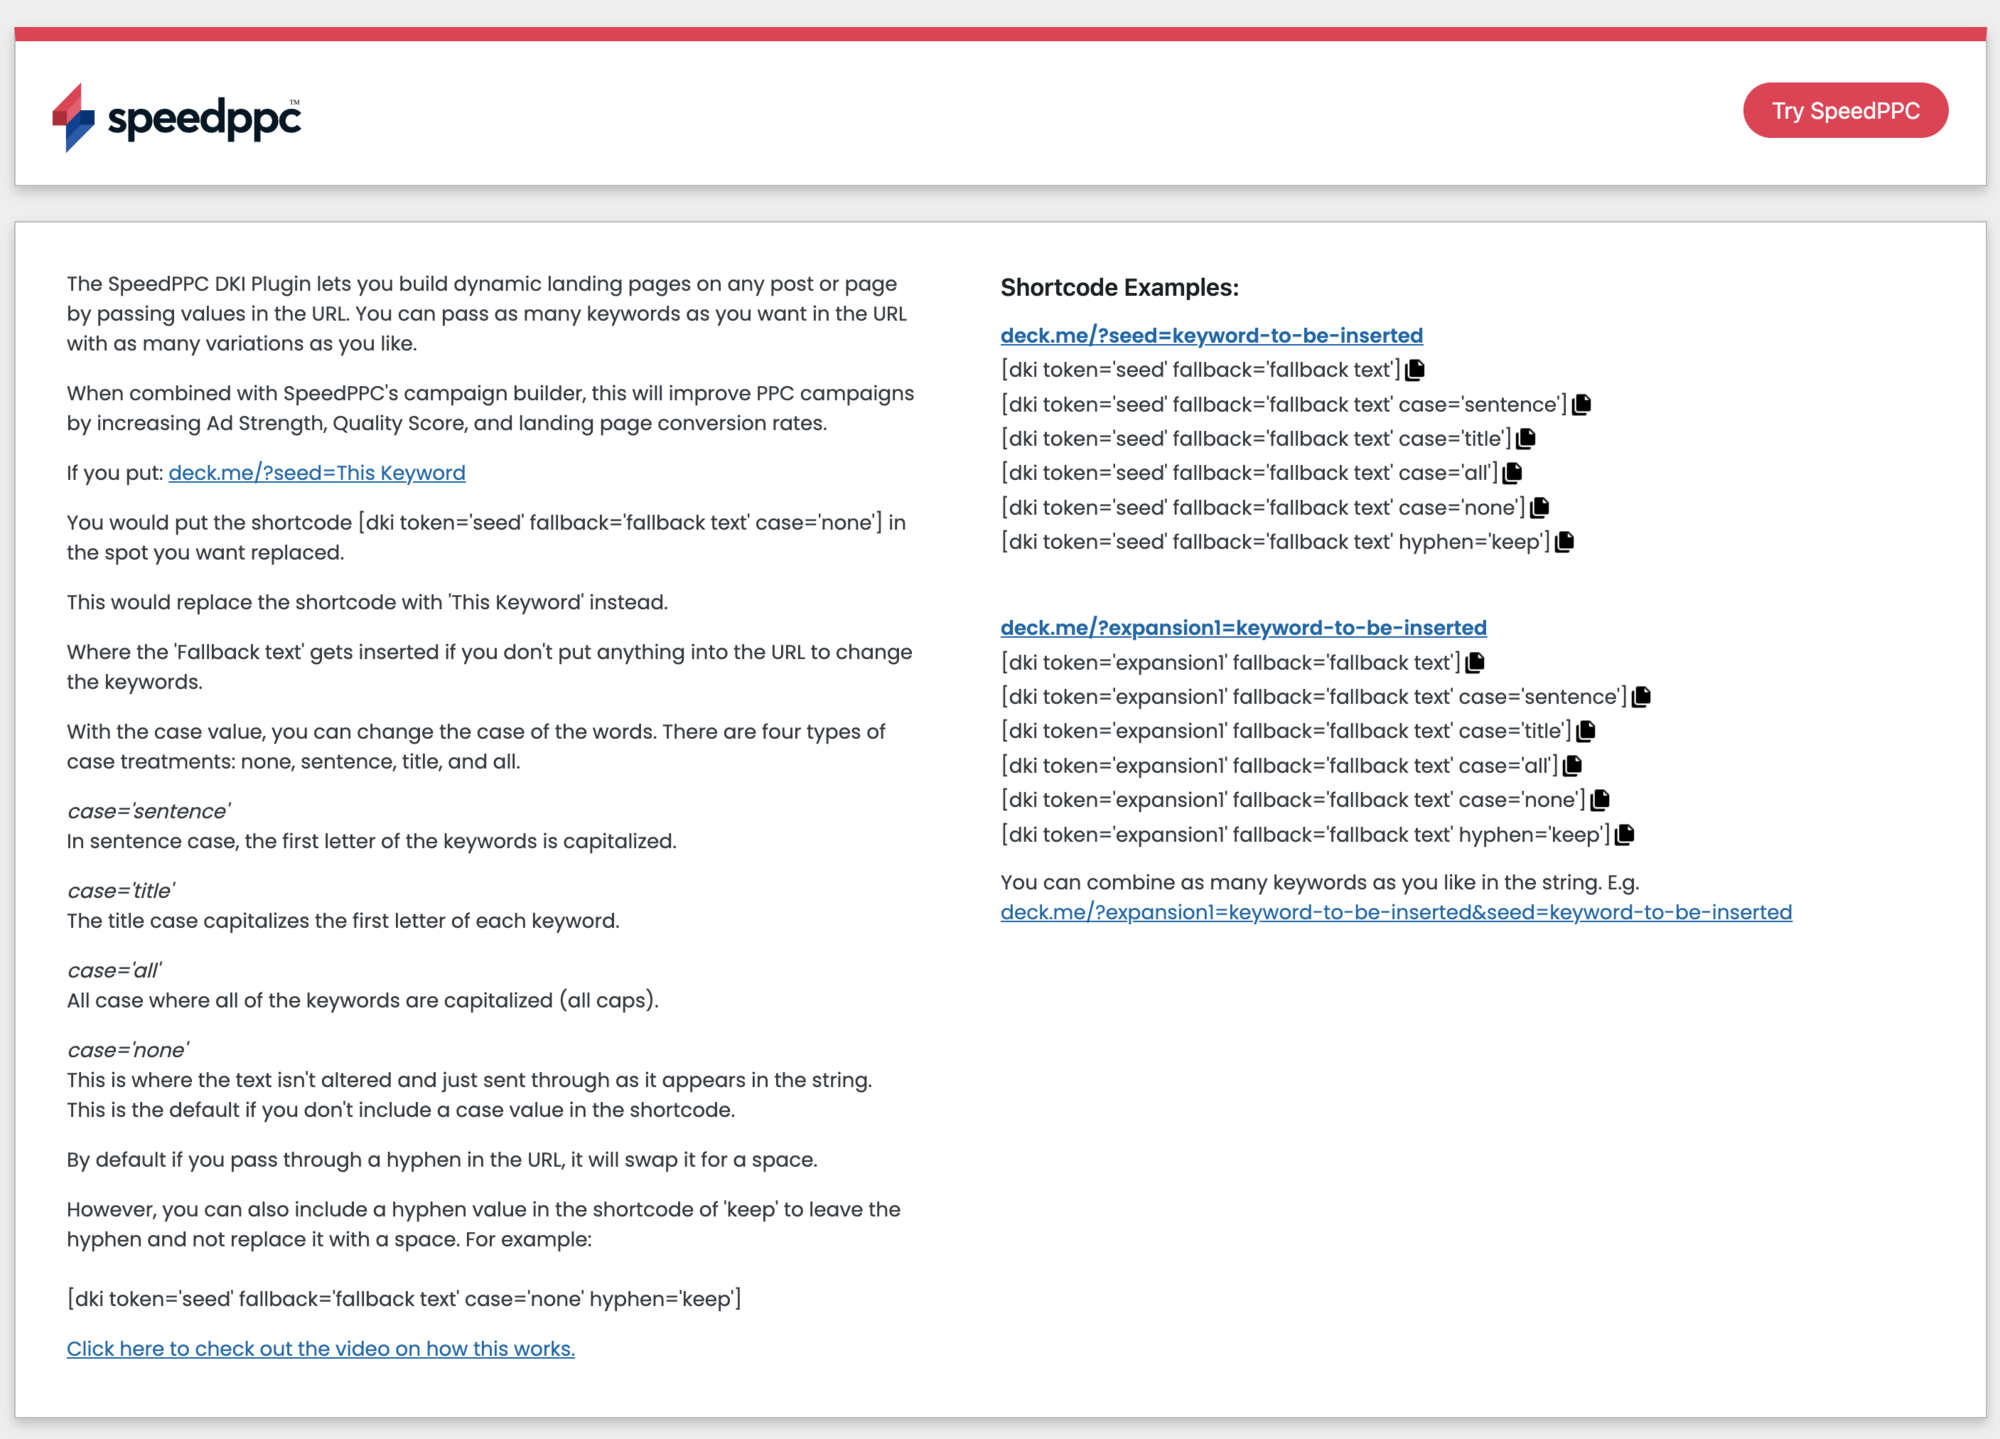 speedppc™
Try SpeedPPC
The SpeedPPC DKI Plugin lets you build dynamic landing pages on any post or page
by passing values in the URL. You can pass as many keywords as you want in the URL
with as many variations as you like.
When combined with SpeedPPC's campaign builder, this will improve PPC campaigns
by increasing Ad Strength, Quality Score, and landing page conversion rates.
If you put: deck.me/?seed=This Keyword
You would put the shortcode [dki token='seed' fallback='fallback text' case='none'] in
the spot you want replaced.
This would replace the shortcode with 'This Keyword' instead.
Where the 'Fallback text' gets inserted if you don't put anything into the URL to change
the keywords.
With the case value, you can change the case of the words. There are four types of
case treatments: none, sentence, title, and all.
case='sentence'
In sentence case, the first letter of the keywords is capitalized.
case='title'
The title case capitalizes the first letter of each keyword.
case='all'
All case where all of the keywords are capitalized (all caps).
case='none'
This is where the text isn't altered and just sent through as it appears in the string.
This is the default if you don't include a case value in the shortcode.
By default if you pass through a hyphen in the URL, it will swap it for a space.
However, you can also include a hyphen value in the shortcode of 'keep' to leave the
hyphen and not replace it with a space. For example:
[dki token='seed' fallback='fallback text' case='none' hyphen='keep']
Click here to check out the video on how this works.
Shortcode Examples:
deck.me/?seed=keyword-to-be-inserted
[dki token='seed' fallback='fallback text']
[dki token='seed' fallback='fallback text' case='sentence']
[dki token='seed' fallback='fallback text' case='title']
[dki token='seed' fallback='fallback text' case='all']
[dki token='seed' fallback='fallback text' case='none']
[dki token='seed' fallback='fallback text' hyphen='keep']
deck.me/?expansion1=keyword-to-be-inserted
[dki token='expansion1' fallback='fallback text']
[dki token='expansion1' fallback='fallback text' case='sentence']
[dki token='expansion1' fallback='fallback text' case='title']
[dki token='expansion1' fallback='fallback text' case='all']
[dki token='expansion1' fallback='fallback text' case='none']
[dki token='expansion1' fallback='fallback text' hyphen='keep']
You can combine as many keywords as you like in the string. E.g.
deck.me/?expansion1=keyword-to-be-inserted&seed=keyword-to-be-inserted